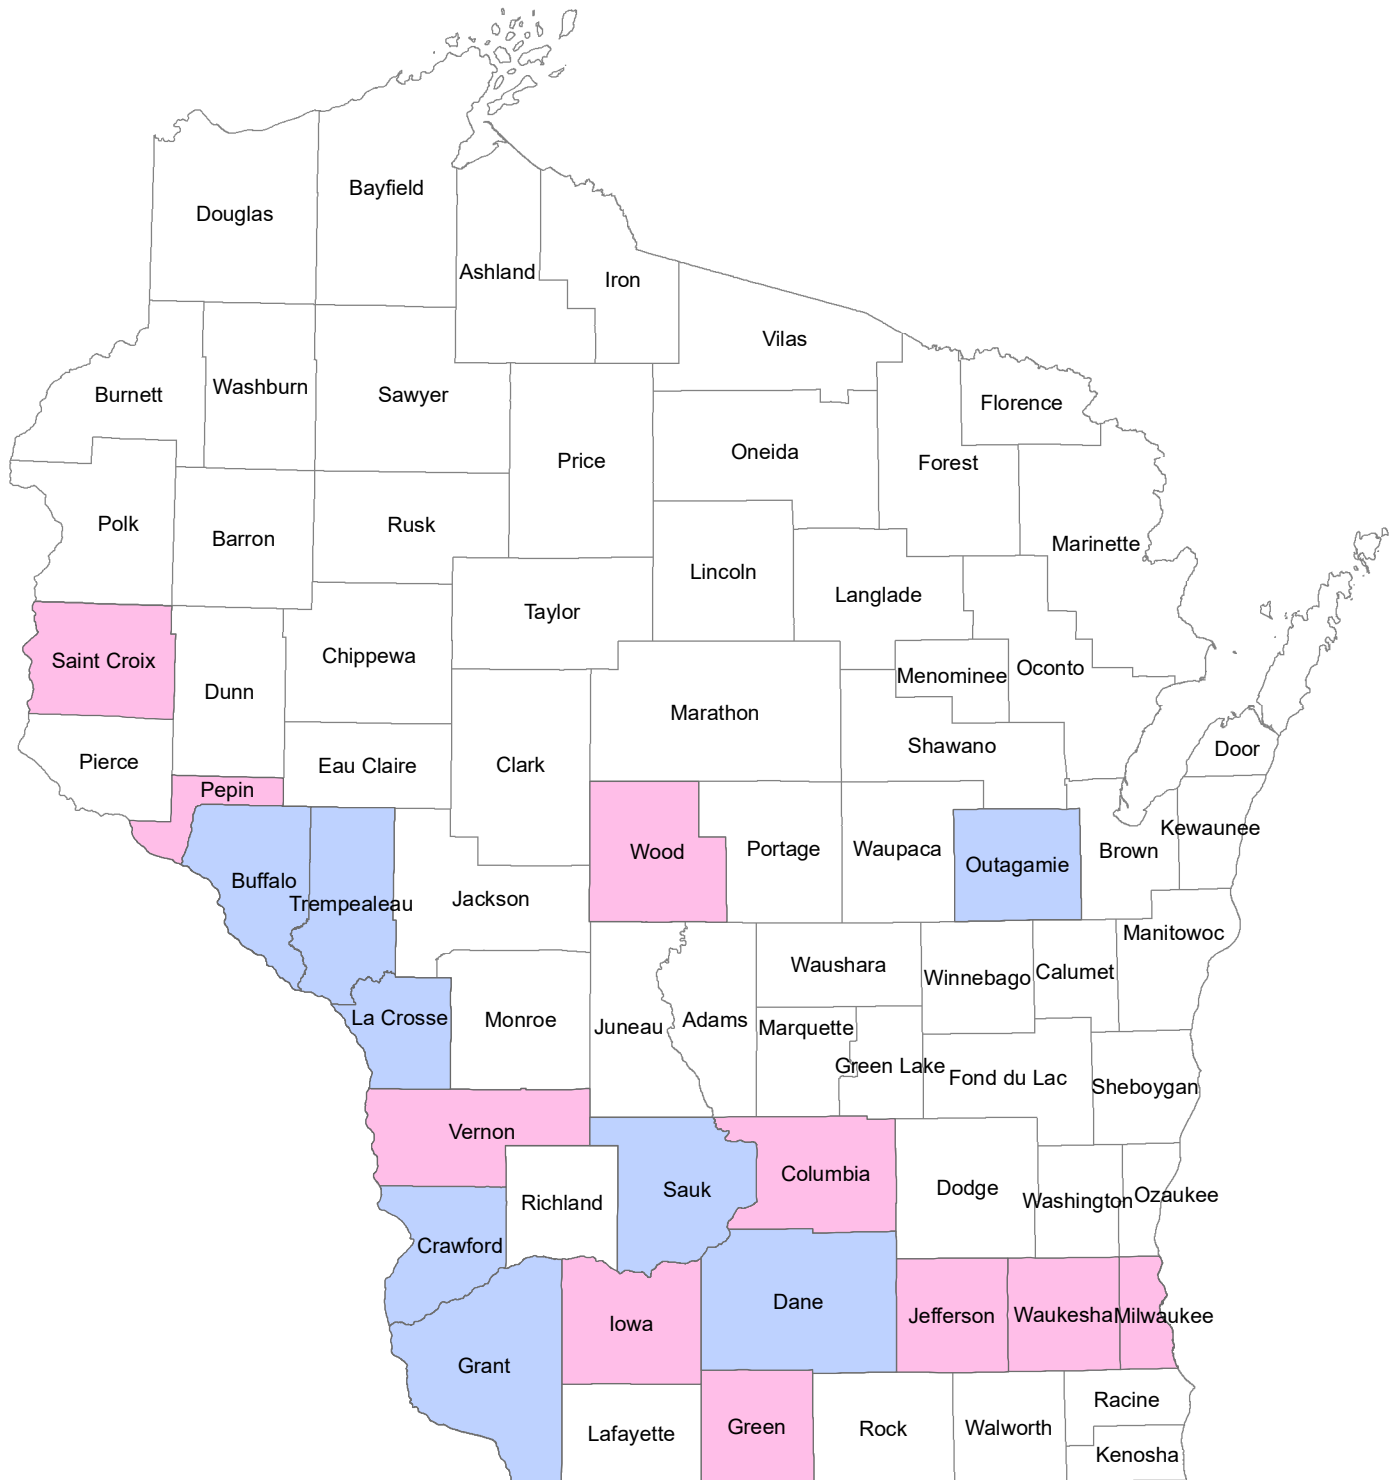 Bayfield
Douglas
Ashland
Iron
Vilas
Burnett
Washburn
Sawyer
Florence
Price
Oneida
Forest
Polk
Barron
Rusk
Marinette
Lincoln
Langlade
Taylor
Saint Croix
Chippewa
Dunn
Menominee
Oconto
Marathon
Pierce
Eau Claire
Clark
Shawano
Door
Pepin
Wood
Portage
Waupaca
Outagamie
Brown
Kewaunee
Buffalo
Trempealeau
Jackson
Manitowoc
Waushara
Winnebago
Calumet
La Crosse
Monroe
Juneau
Adams
Marquette
Green Lake
Fond du Lac
Sheboygan
Vernon
Columbia
Richland
Sauk
Dodge
Washington
Ozaukee
Crawford
Dane
Iowa
Jefferson
Waukesha
Milwaukee
Grant
Lafayette
Green
Rock
Walworth
Racine
Kenosha